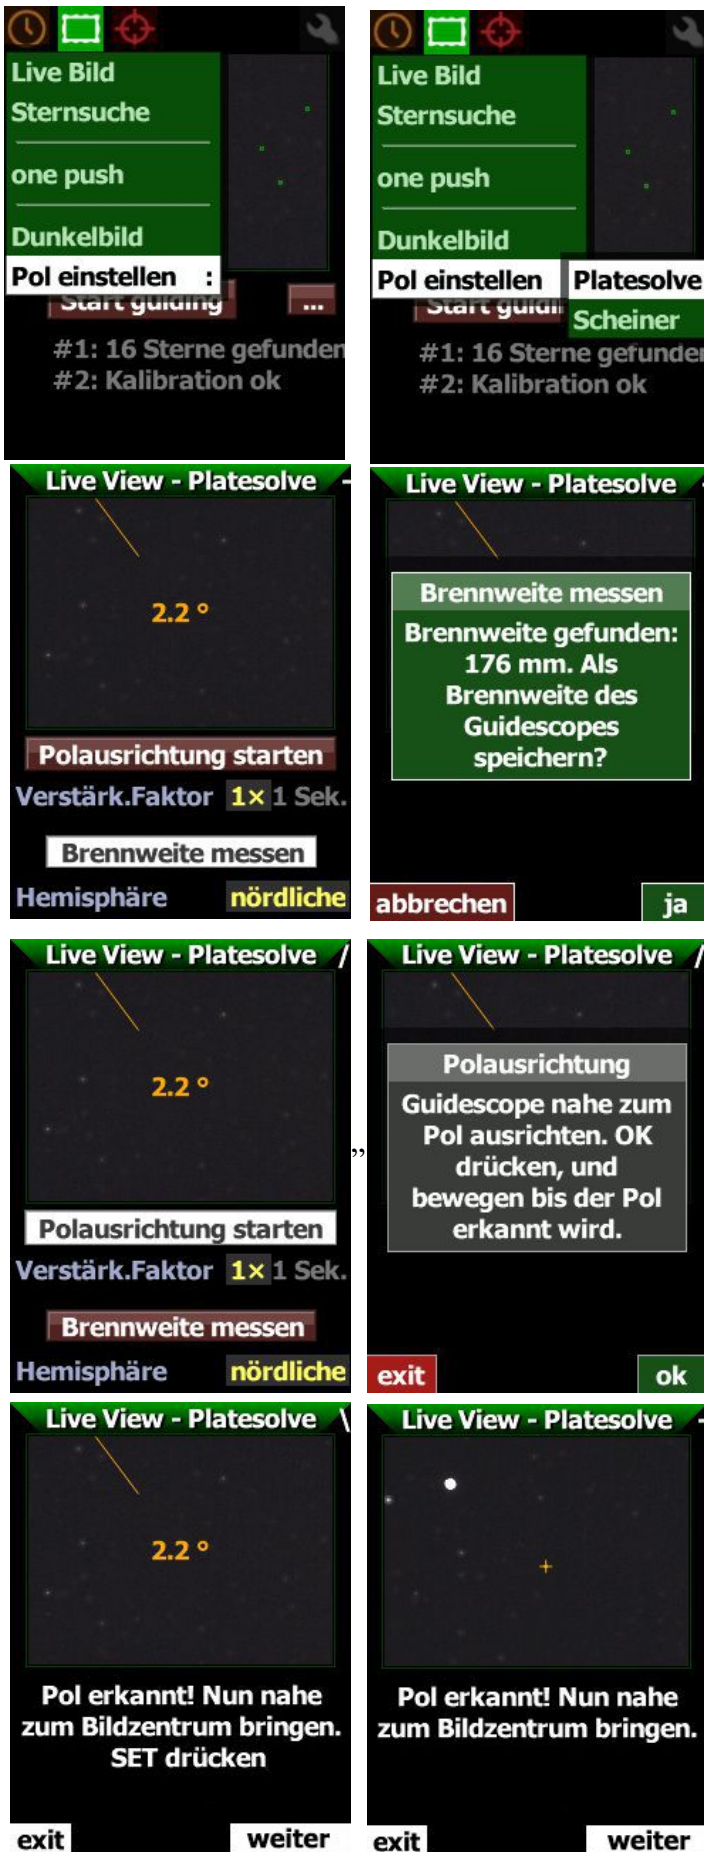 Live Bild
Sternsuche
one push
Dunkelbild
Pol einstellen :
Start guiding
...
#1: 16 Sterne gefunden
#2: Kalibration ok
Live Bild
Sternsuche
one push
Dunkelbild
Pol einstellen
Platesolve
Scheiner
Start guidi
#1: 16 Sterne gefunden
#2: Kalibration ok
Live View - Platesolve -
2.2 °
Polausrichtung starten
Verstärk.Faktor 1× 1 Sek.
Brennweite messen
Hemisphäre nördliche
Live View - Platesolve -
Brennweite messen
Brennweite gefunden:
176 mm. Als
Brennweite des
Guidescopes
speichern?
abbrechen ja
Live View - Platesolve /
2.2 °
Polausrichtung starten
Verstärk.Faktor 1× 1 Sek.
Brennweite messen
Hemisphäre nördliche
”
Live View - Platesolve /
Polausrichtung
Guidescope nahe zum
Pol ausrichten. OK
drücken, und
bewegen bis der Pol
erkannt wird.
exit ok
Live View - Platesolve \
2.2 °
Pol erkannt! Nun nahe
zum Bildzentrum bringen.
SET drücken
exit weiter
Live View - Platesolve -
Pol erkannt! Nun nahe
zum Bildzentrum bringen.
exit weiter